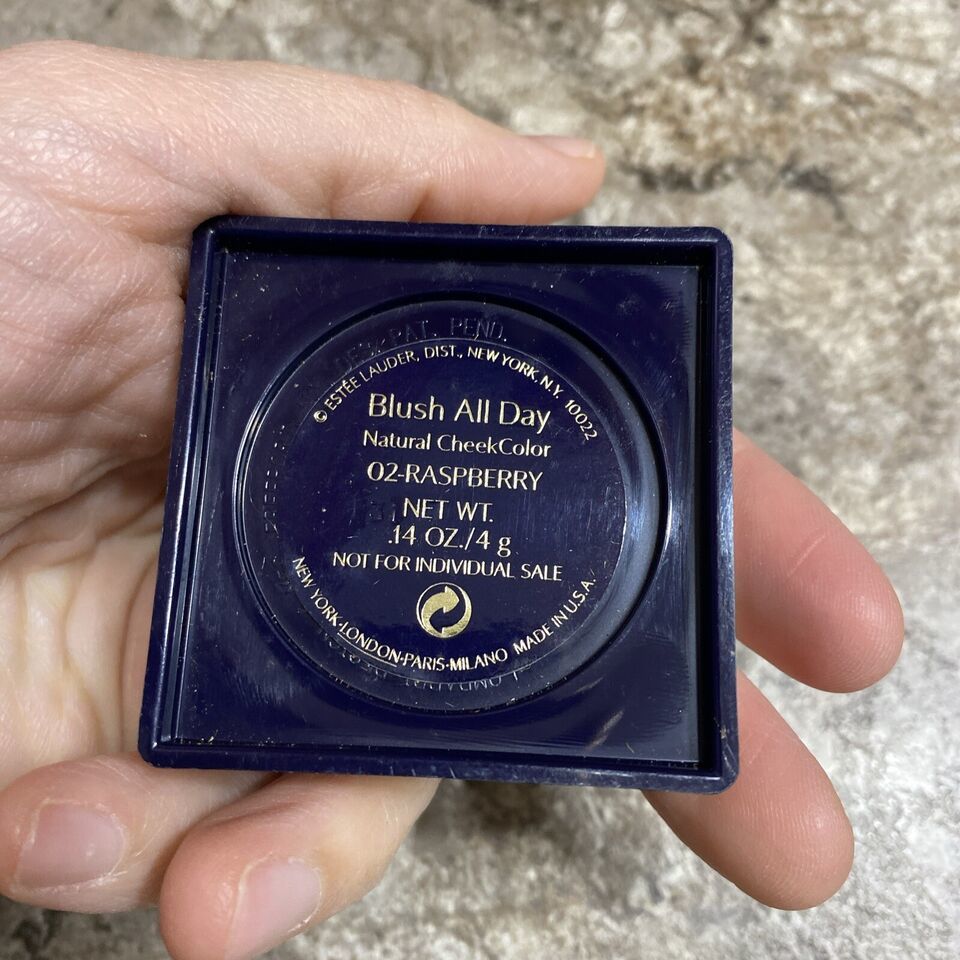 DES. PAT. PEND.
© ESTÉE LAUDER, DIST., NEW YORK, N.Y. 10022
Blush All Day
Natural CheekColor
02-RASPBERRY
NET WT.
.14 OZ./4 g
NOT FOR INDIVIDUAL SALE
NEW YORK·LONDON·PARIS·MILANO MADE IN U.S.A.